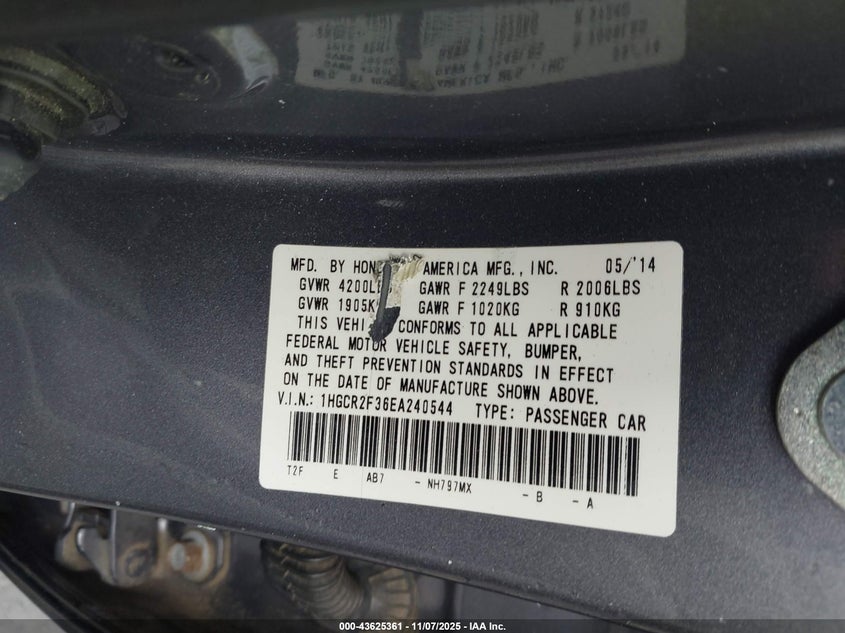 MFD. BY HON AMERICA MFG., INC. 05/'14
GVWR 4200LBS GAWR F 2249LBS R 2006LBS
GVWR 1905K GAWR F 1020KG R 910KG
THIS VEHI CONFORMS TO ALL APPLICABLE
FEDERAL MOTOR VEHICLE SAFETY, BUMPER,
AND THEFT PREVENTION STANDARDS IN EFFECT
ON THE DATE OF MANUFACTURE SHOWN ABOVE.
V.I.N.: 1HGCR2F36EA240544 TYPE: PASSENGER CAR
T2F E AB7 - NH797MX - B - A
000-43625361 - 11/07/2025 - IAA Inc.